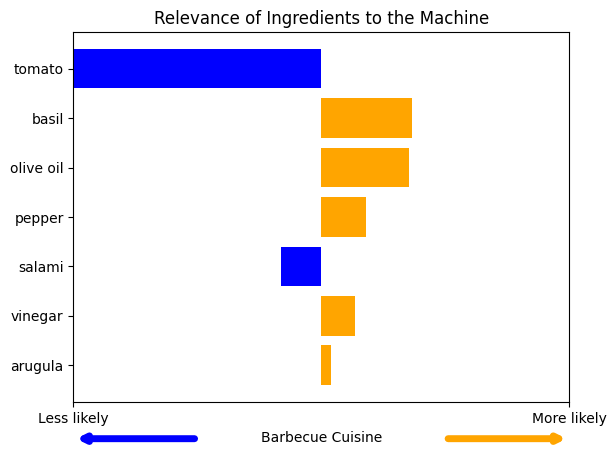 Relevance of Ingredients to the Machine
tomato
basil
olive oil
pepper
salami
vinegar
arugula
Less likely
More likely
Barbecue Cuisine